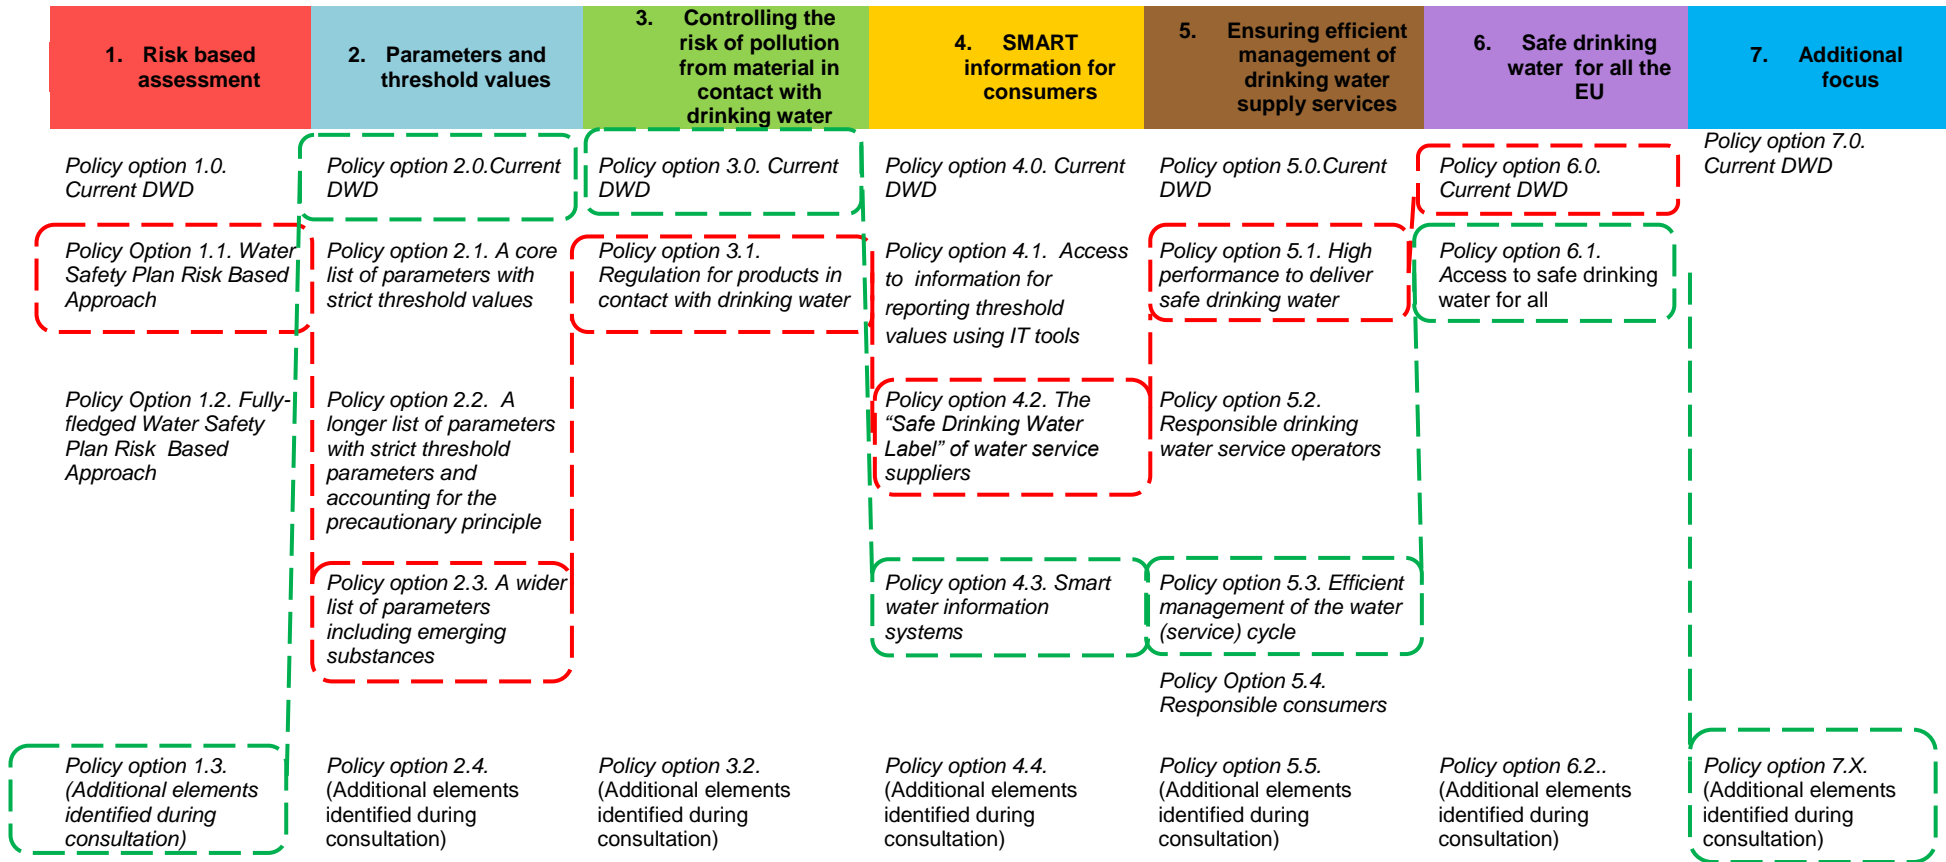 1. Risk based
assessment
2. Parameters and
threshold values
3. Controlling the
risk of pollution
from material in
contact with
drinking water
4. SMART
information for
consumers
5. Ensuring efficient
management of
drinking water
supply services
6. Safe drinking
water for all the
EU
7. Additional
focus
Policy option 1.0.
Current DWD
Policy option 2.0.Current
DWD
Policy option 3.0. Current
DWD
Policy option 4.0. Current
DWD
Policy option 5.0.Curent
DWD
Policy option 6.0.
Current DWD
Policy option 7.0.
Current DWD
Policy Option 1.1. Water
Safety Plan Risk Based
Approach
Policy option 2.1. A core
list of parameters with
strict threshold values
Policy option 3.1.
Regulation for products in
contact with drinking water
Policy option 4.1. Access
to information for
reporting threshold
values using IT tools
Policy option 5.1. High
performance to deliver
safe drinking water
Policy option 6.1.
Access to safe drinking
water for all
Policy Option 1.2. Fully-
fledged Water Safety
Plan Risk Based
Approach
Policy option 2.2. A
longer list of parameters
with strict threshold
parameters and
accounting for the
precautionary principle
Policy option 4.2. The
“Safe Drinking Water
Label” of water service
suppliers
Policy option 5.2.
Responsible drinking
water service operators
Policy option 2.3. A wider
list of parameters
including emerging
substances
Policy option 4.3. Smart
water information
systems
Policy option 5.3. Efficient
management of the water
(service) cycle
Policy Option 5.4.
Responsible consumers
Policy option 1.3.
(Additional elements
identified during
consultation)
Policy option 2.4.
(Additional elements
identified during
consultation)
Policy option 3.2.
(Additional elements
identified during
consultation)
Policy option 4.4.
(Additional elements
identified during
consultation)
Policy option 5.5.
(Additional elements
identified during
consultation)
Policy option 6.2..
(Additional elements
identified during
consultation)
Policy option 7.X.
(Additional elements
identified during
consultation)